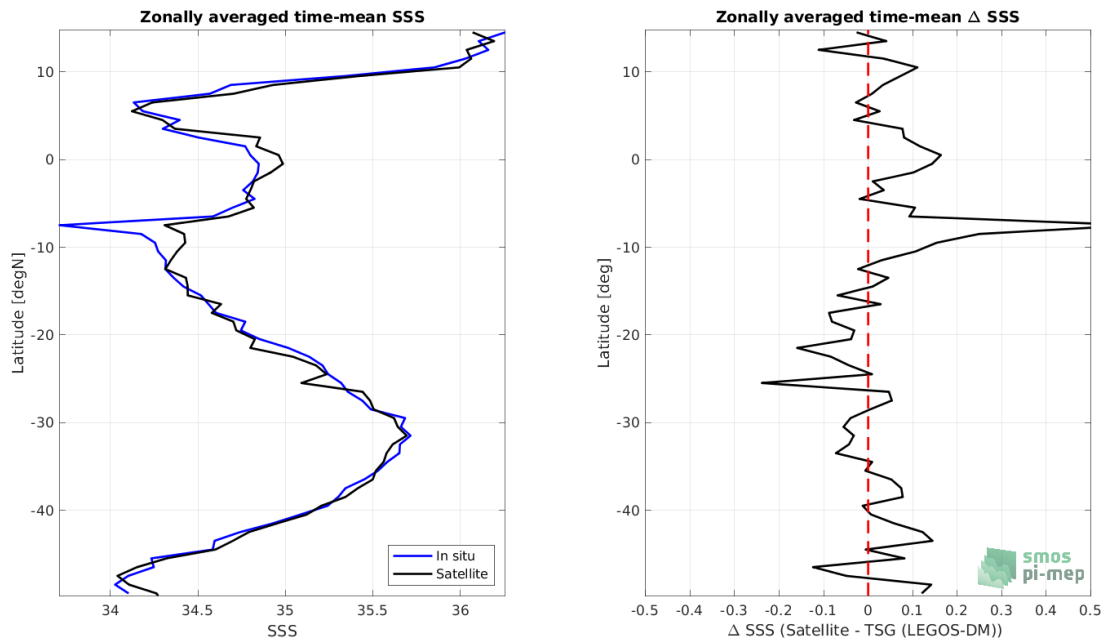 Zonally averaged time-mean SSS
Latitude [degN]
10
0
-10
-20
-30
-40
34
34.5
35
35.5
36
SSS
In situ
Satellite
Zonally averaged time-mean Δ SSS
Latitude [deg]
10
0
-10
-20
-30
-40
-0.5
-0.4
-0.3
-0.2
-0.1
0
0.1
0.2
0.3
0.4
0.5
Δ SSS (Satellite - TSG (LEGOS-DM))
smos
pi-mep